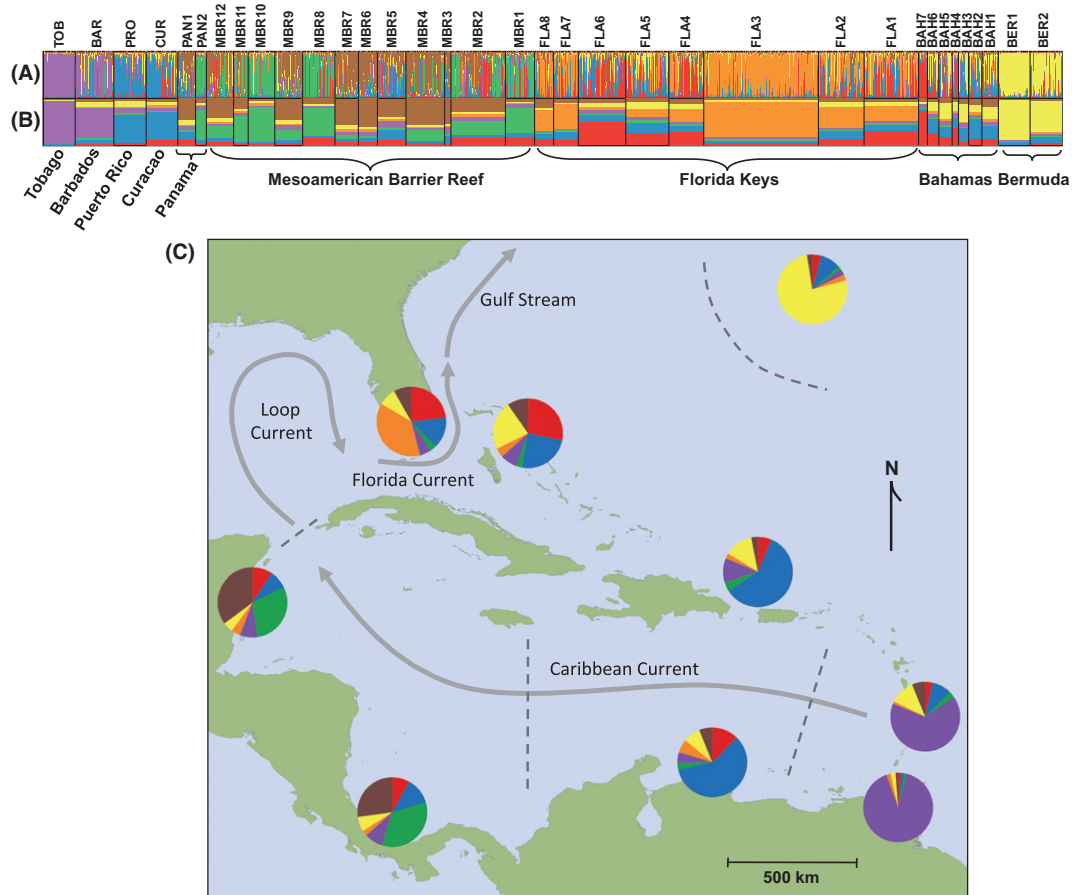 TOB BAR PRO CUR PAN1 PAN2 MBR12 MBR11 MBR10 MBR9 MBR8 MBR7 MBR6 MBR5 MBR4 MBR3 MBR2 MBR1 FLA8 FLA7 FLA6 FLA5 FLA4 FLA3 FLA2 FLA1 BAH7 BAH6 BAH5 BAH4 BAH3 BAH2 BAH1 BER1 BER2
(A)
(B)
Tobago Barbados Puerto Rico Curacao Panama Mesoamerican Barrier Reef Florida Keys Bahamas Bermuda
(C)
Gulf Stream
Loop
Current
Florida Current
N
Caribbean Current
500 km